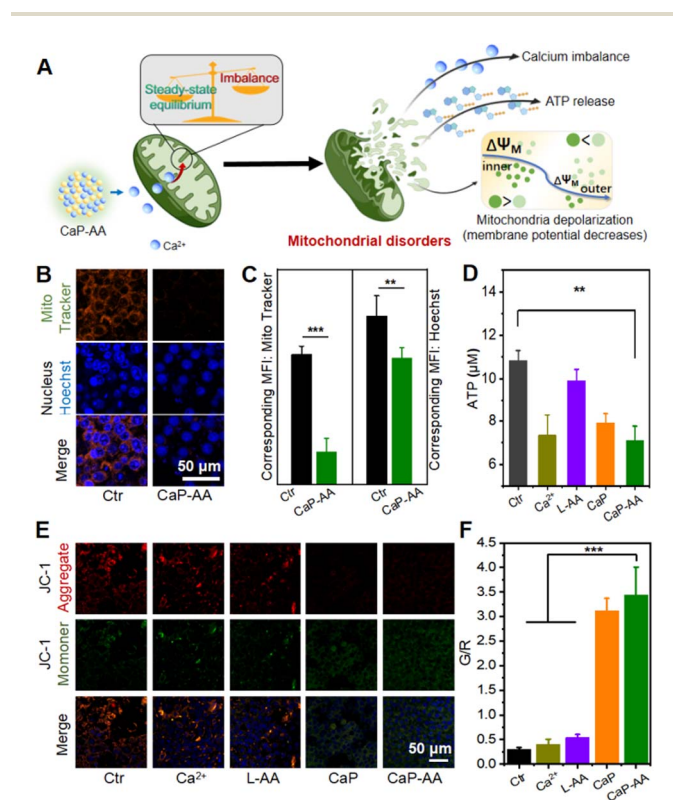 A
Steady-state
equilibrium
Imbalance
CaP-AA
Ca²⁺
Mitochondrial disorders
Calcium imbalance
ATP release
ΔΨM
inner
<
ΔΨM
outer
>
Mitochondria depolarization
(membrane potential decreases)
B
Mito
Tracker
Nucleus
Hoechst
Merge
50 μm
Ctr
CaP-AA
C
Corresponding MFI: Mito Tracker
***
**
Corresponding MFI: Hoechst
Ctr
CaP-AA
Ctr
CaP-AA
D
ATP (μM)
12
10
8
6
**
Ctr
Ca²⁺
L-AA
CaP
CaP-AA
E
JC-1
Aggregate
JC-1
Momoner
Merge
50 μm
Ctr
Ca²⁺
L-AA
CaP
CaP-AA
F
G/R
4.5
4.0
3.5
3.0
2.5
2.0
1.5
1.0
0.5
0.0
***
Ctr
Ca²⁺
L-AA
CaP
CaP-AA